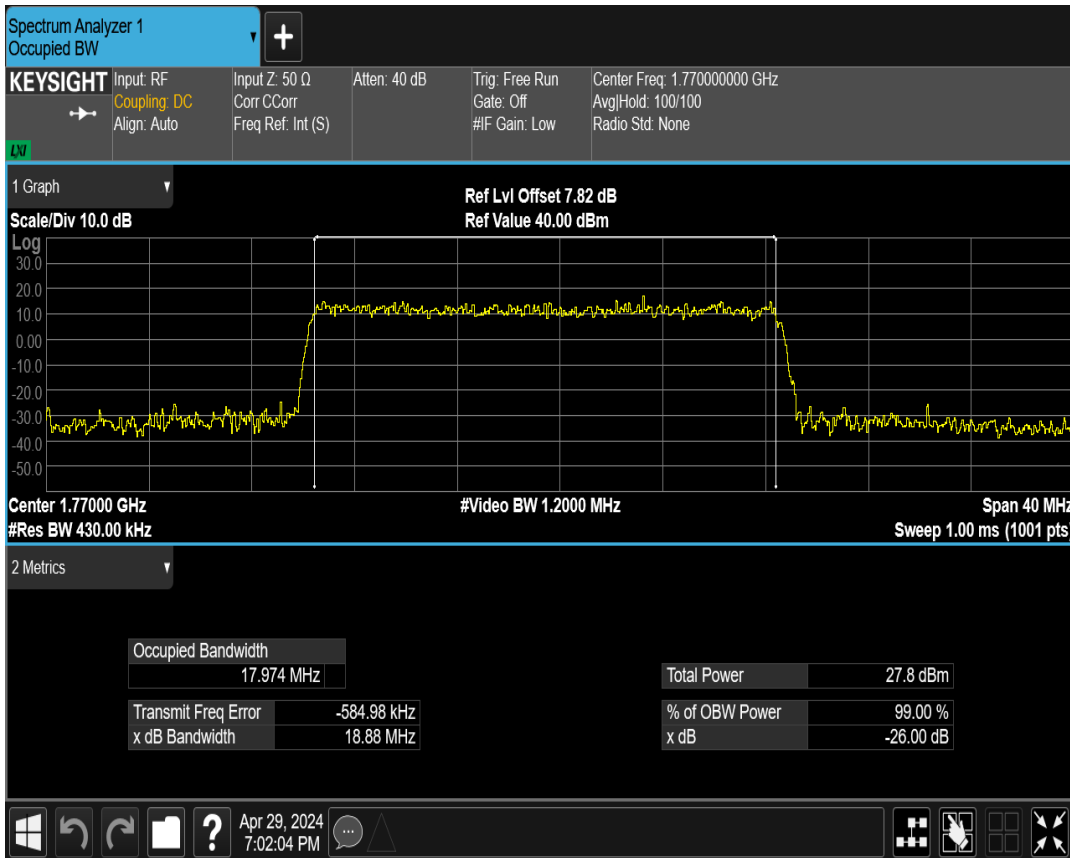 Spectrum Analyzer 1
Occupied BW
+
KEYSIGHT
LXI
Input: RF
Coupling: DC
Align: Auto
Input Z: 50 Ω
Corr CCorr
Freq Ref: Int (S)
Atten: 40 dB
Trig: Free Run
Gate: Off
#IF Gain: Low
Center Freq: 1.770000000 GHz
Avg|Hold: 100/100
Radio Std: None
1 Graph
Ref Lvl Offset 7.82 dB
Scale/Div 10.0 dB
Ref Value 40.00 dBm
Log
30.0
20.0
10.0
0.00
-10.0
-20.0
-30.0
-40.0
-50.0
Center 1.77000 GHz
#Video BW 1.2000 MHz
Span 40 MHz
#Res BW 430.00 kHz
Sweep 1.00 ms (1001 pts)
2 Metrics
Occupied Bandwidth
17.974 MHz
Transmit Freq Error -584.98 kHz
x dB Bandwidth 18.88 MHz
Total Power 27.8 dBm
% of OBW Power 99.00 %
x dB -26.00 dB
?
Apr 29, 2024
7:02:04 PM